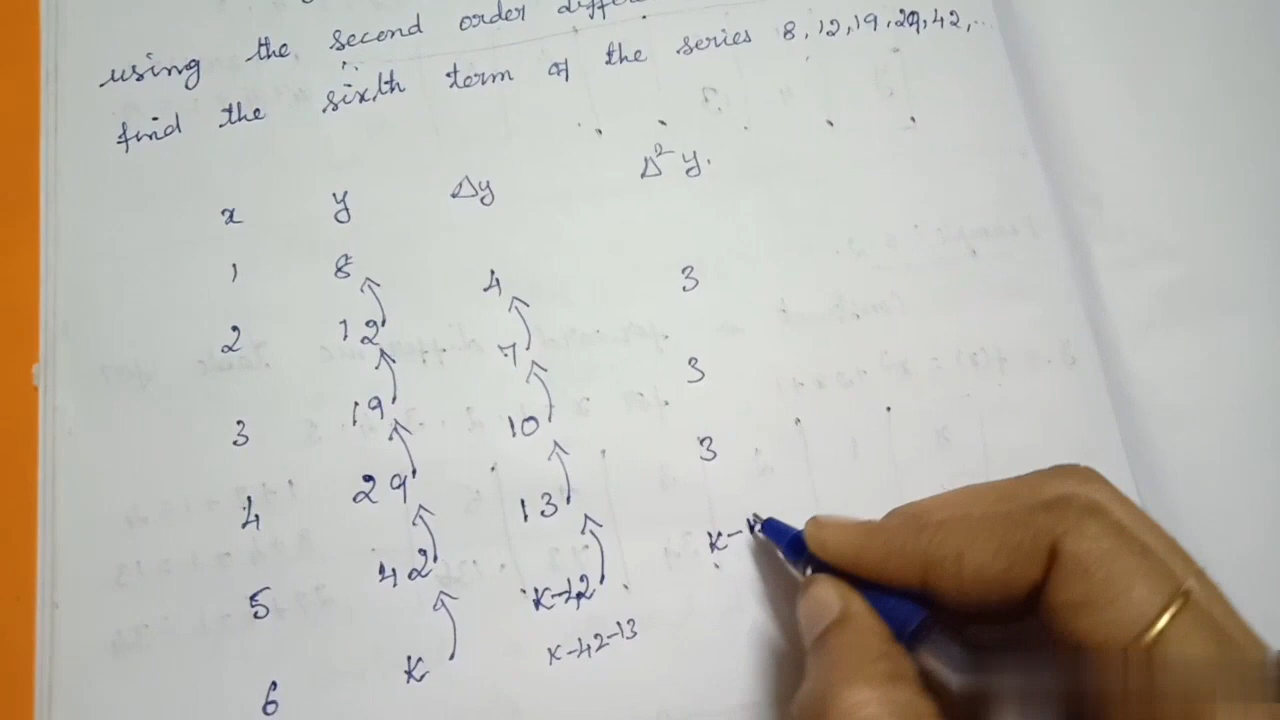 using the second order
find the sixth term of the series 8, 12, 19, 29, 42, ..
x y Δy Δ²y.
1 8 4 3
2 12 7 3
3 19 10 3
4 29 13
5 42 K-42 K-
K-42-13
6 K